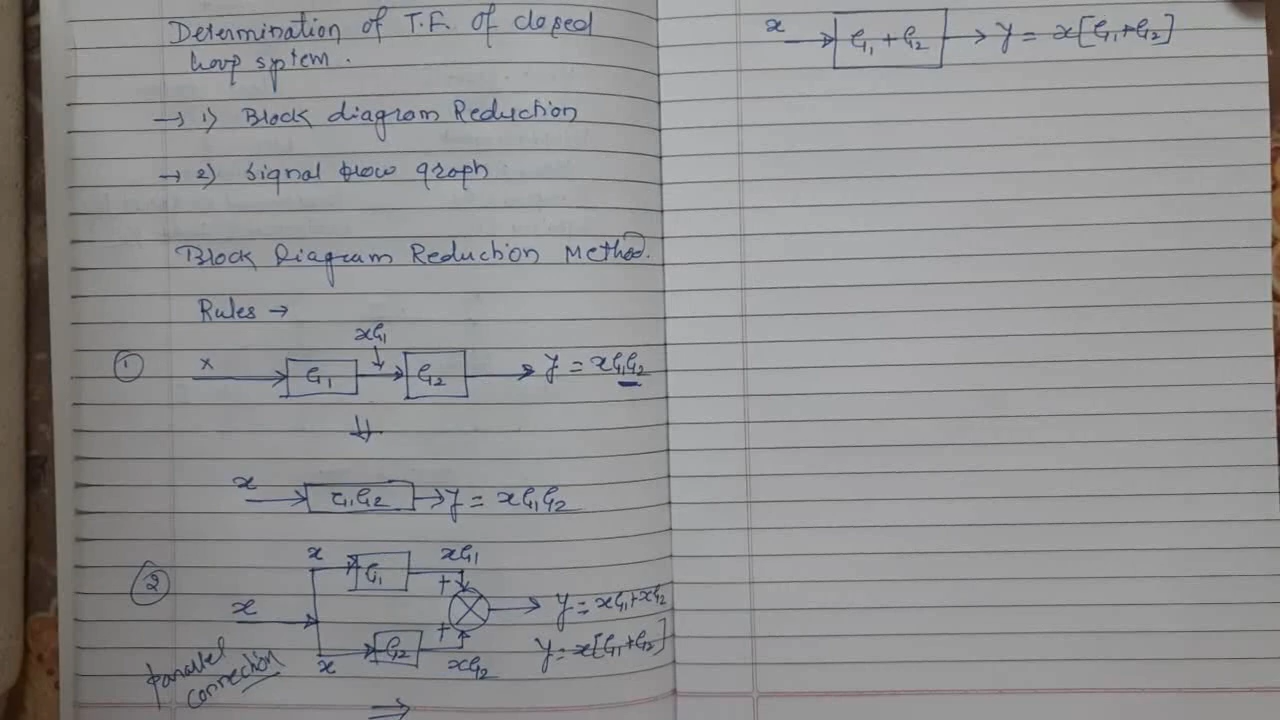 Determination of T.F. of closed
loop system.
→ 1) Block diagram Reduction
→ 2) Signal flow graph
Block Diagram Reduction Method.
Rules →
xG1
① x G1 G2 y = xG1G2
⇓
x G1G2 y = xG1G2
② x G1 xG1
+
x y = xG1+xG2
+
x G2 xG2 y = x[G1+G2]
parallel
connection
⇒
x G1 + G2 y = x[G1+G2]